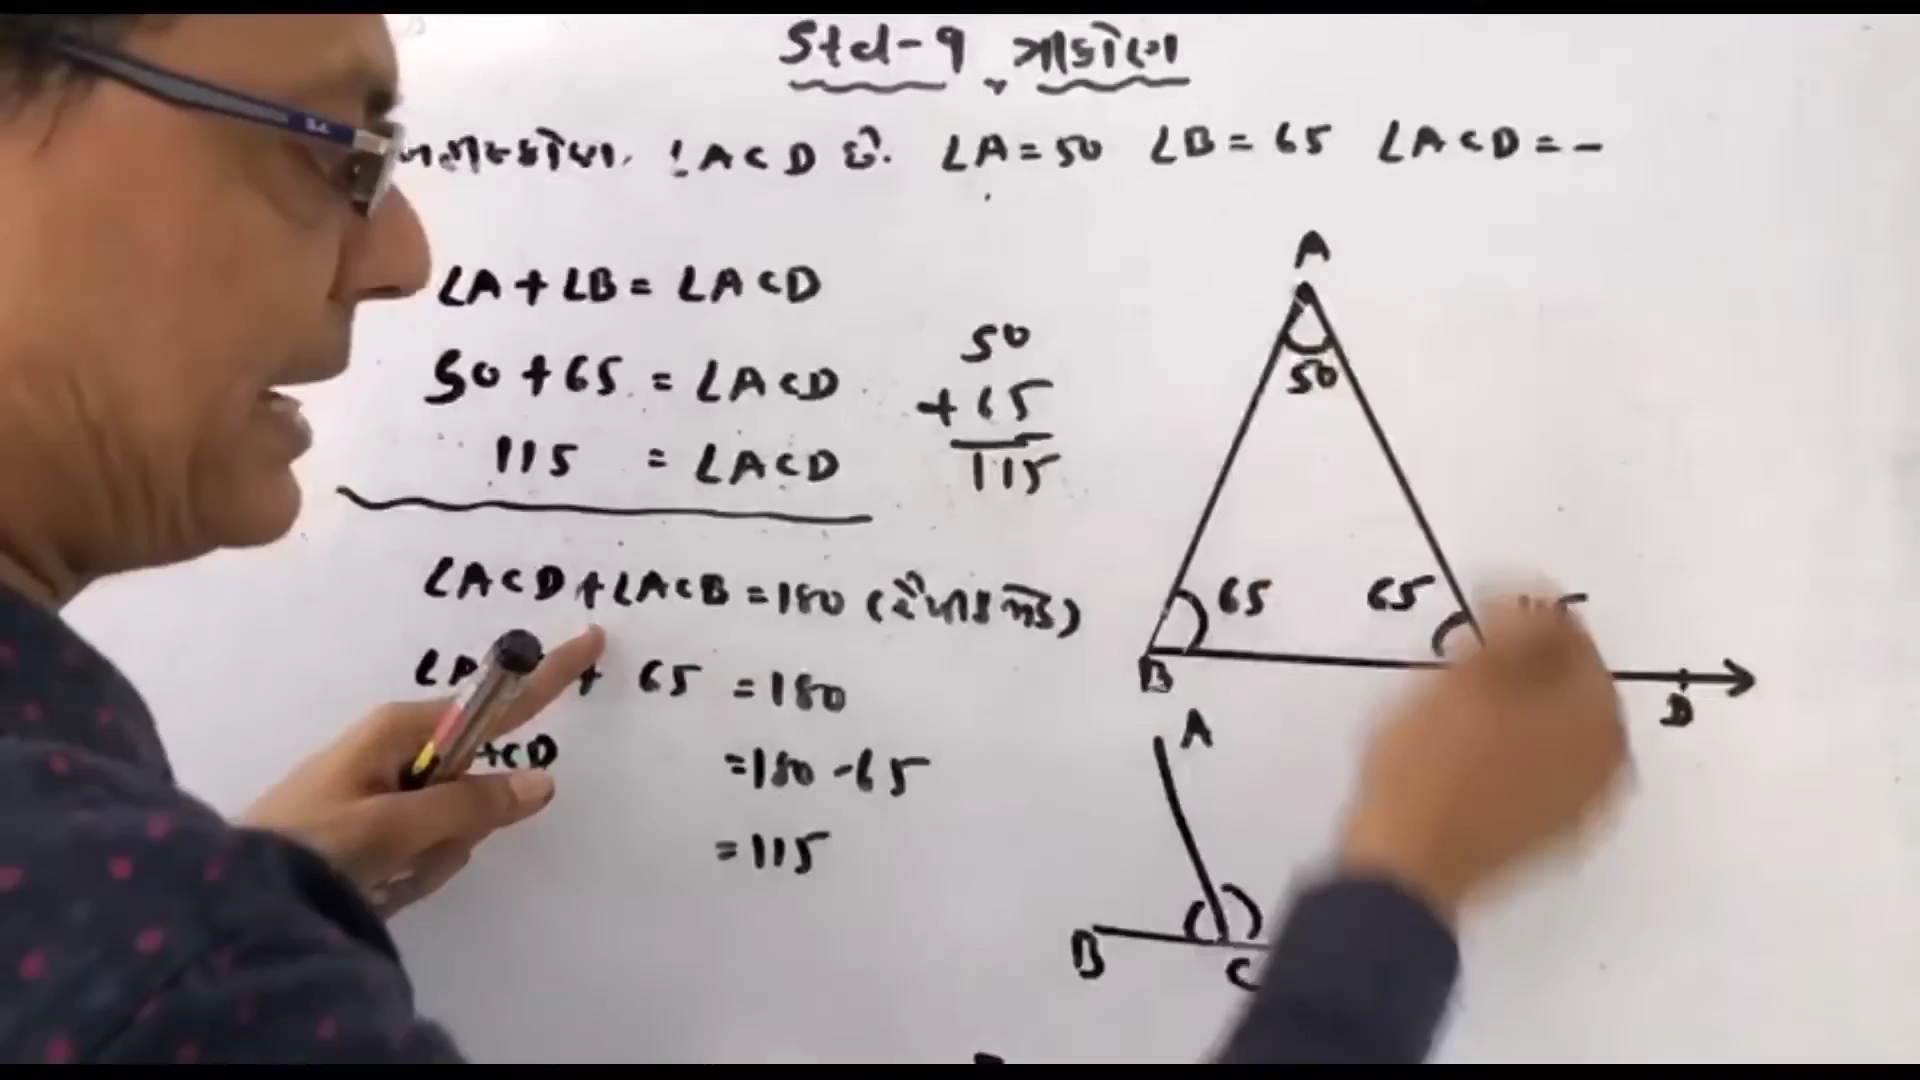 Std-9, ત્રાકોણ
∠ACD છે. ∠A=50 ∠B=65 ∠ACD=-
∠A+∠B=∠ACD
50+65=∠ACD
115=∠ACD
50
+65
115
∠ACD+∠ACB=180
+ 65=180
=180-65
=115
A
50
65
65
B
D
A
B
C